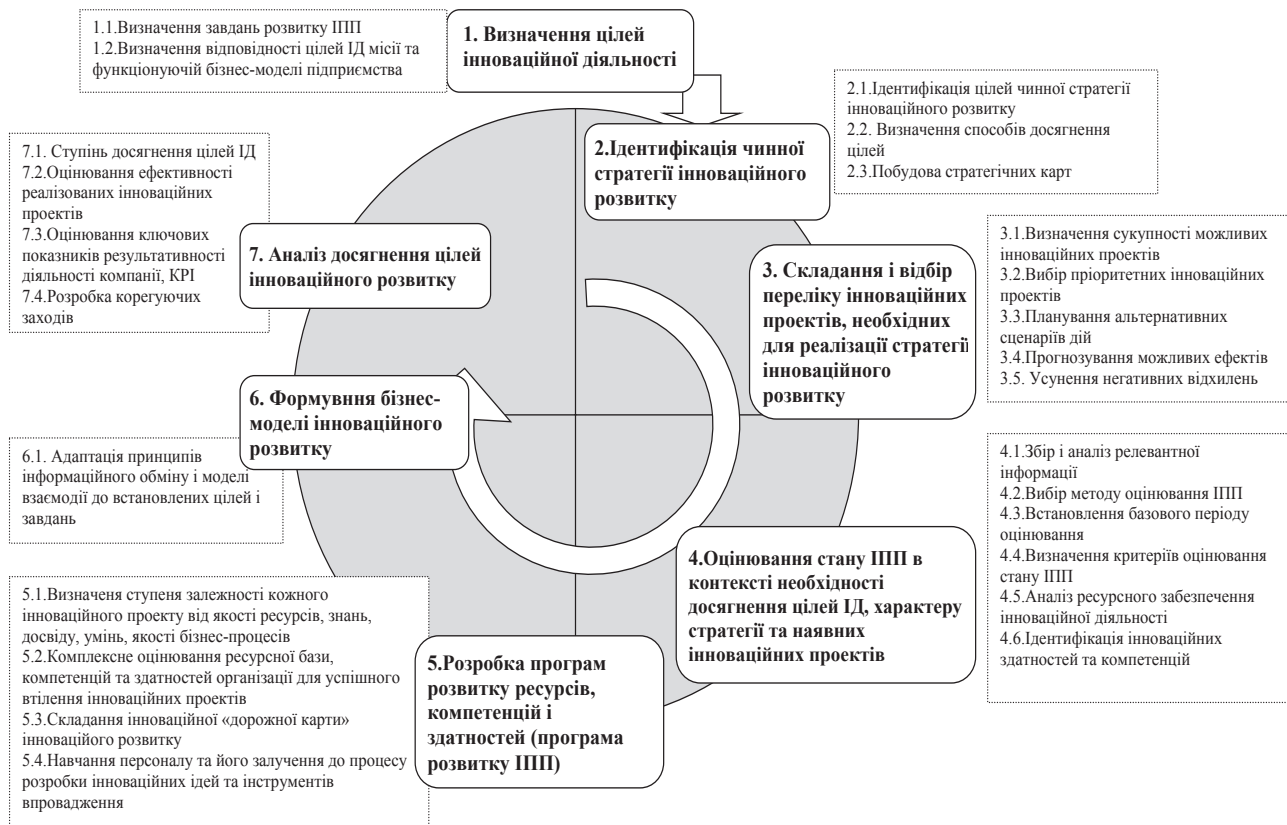 1.1.Визначення завдань розвитку ІПП
1.2.Визначення відповідності цілей ІД місії та
функціонуючій бізнес-моделі підприємства
1. Визначення цілей
інноваційної діяльності
2.1.Ідентифікація цілей чинної стратегії
інноваційного розвитку
2.2. Визначення способів досягнення
цілей
2.3.Побудова стратегічних карт
2.Ідентифікація чинної
стратегії інноваційного
розвитку
7.1. Ступінь досягнення цілей ІД
7.2.Оцінювання ефективності
реалізованих інноваційних
проектів
7.3.Оцінювання ключових
показників результативності
діяльності компанії, KPI
7.4.Розробка корегуючих
заходів
7. Аналіз досягнення цілей
інноваційного розвитку
3. Складання і відбір
переліку інноваційних
проектів, необхідних
для реалізації стратегії
інноваційного
розвитку
3.1.Визначення сукупності можливих
інноваційних проектів
3.2.Вибір пріоритетних інноваційних
проектів
3.3.Планування альтернативних
сценаріїв дій
3.4.Прогнозування можливих ефектів
3.5. Усунення негативних відхилень
6. Формувння бізнес-
моделі інноваційного
розвитку
6.1. Адаптація принципів
інформаційного обміну і моделі
взаємодії до встановлених цілей і
завдань
4.1.Збір і аналіз релевантної
інформації
4.2.Вибір методу оцінювання ІПП
4.3.Встановлення базового періоду
оцінювання
4.4.Визначення критеріїв оцінювання
стану ІПП
4.5.Аналіз ресурсного забезпечення
інноваційної діяльності
4.6.Ідентифікація інноваційних
здатностей та компетенцій
4.Оцінювання стану ІПП в
контексті необхідності
досягнення цілей ІД, характеру
стратегії та наявних
інноваційних проектів
5.1.Визначеня ступеня залежності кожного
інноваційного проекту від якості ресурсів, знань,
досвіду, умінь, якості бізнес-процесів
5.2.Комплексне оцінювання ресурсної бази,
компетенцій та здатностей організації для успішного
втілення інноваційних проектів
5.3.Складання інноваційної «дорожної карти»
інноваційого розвитку
5.4.Навчання персоналу та його залучення до процесу
розробки інноваційних ідей та інструментів
впровадження
5.Розробка програм
розвитку ресурсів,
компетенцій і
здатностей (програма
розвитку ІПП)